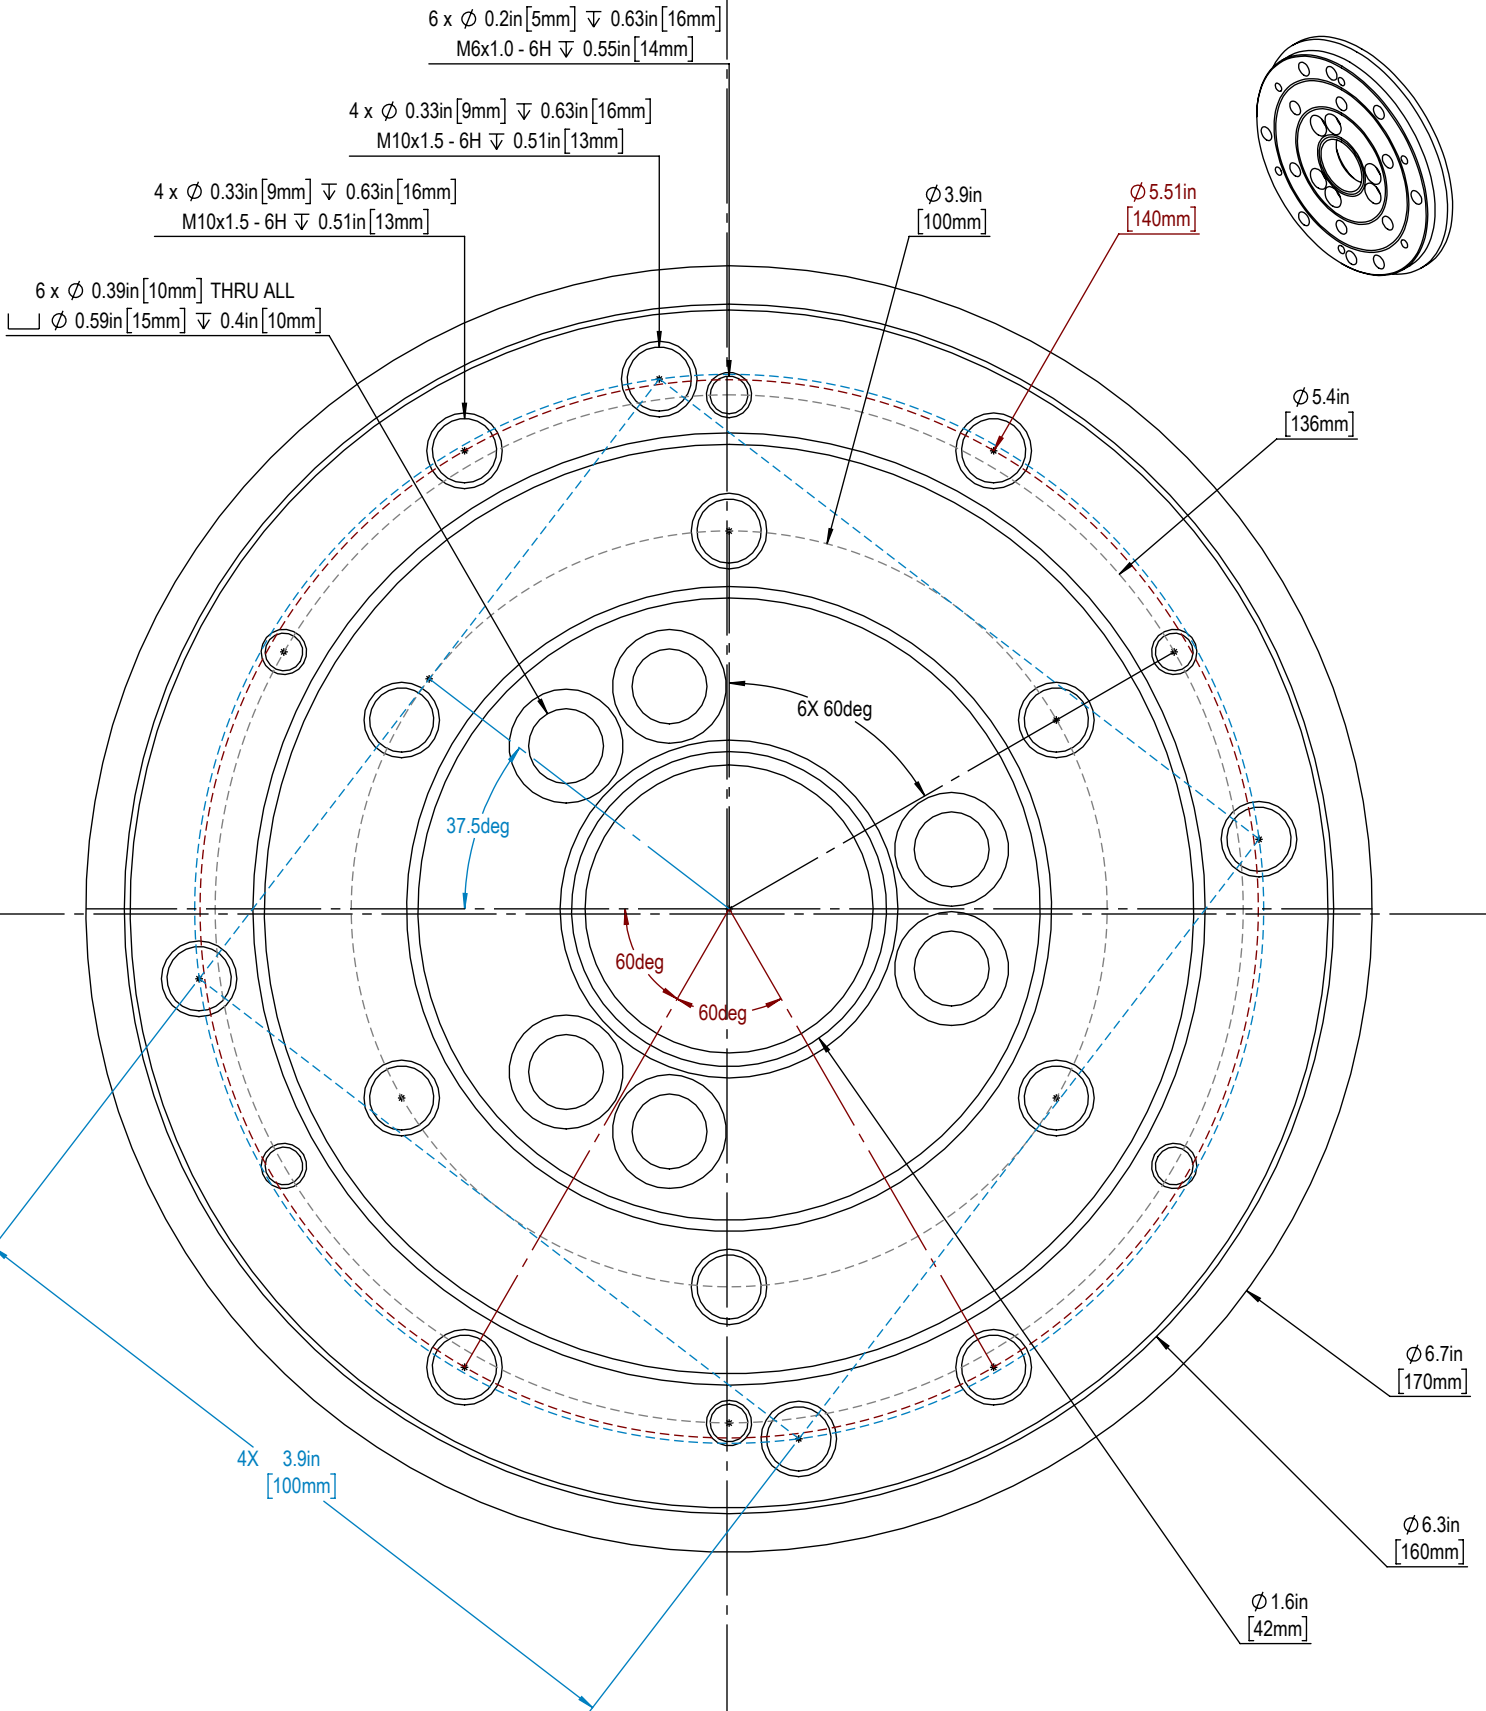 6 x ∅ 0.2in[5mm] ↧ 0.63in[16mm]
M6x1.0 - 6H ↧ 0.55in[14mm]
4 x ∅ 0.33in[9mm] ↧ 0.63in[16mm]
M10x1.5 - 6H ↧ 0.51in[13mm]
4 x ∅ 0.33in[9mm] ↧ 0.63in[16mm]
M10x1.5 - 6H ↧ 0.51in[13mm]
6 x ∅ 0.39in[10mm] THRU ALL
⌴ ∅ 0.59in[15mm] ↧ 0.4in[10mm]
∅3.9in
[100mm]
∅5.51in
[140mm]
∅5.4in
[136mm]
6X 60deg
37.5deg
60deg
60deg
∅6.7in
[170mm]
4X 3.9in
[100mm]
∅6.3in
[160mm]
∅1.6in
[42mm]